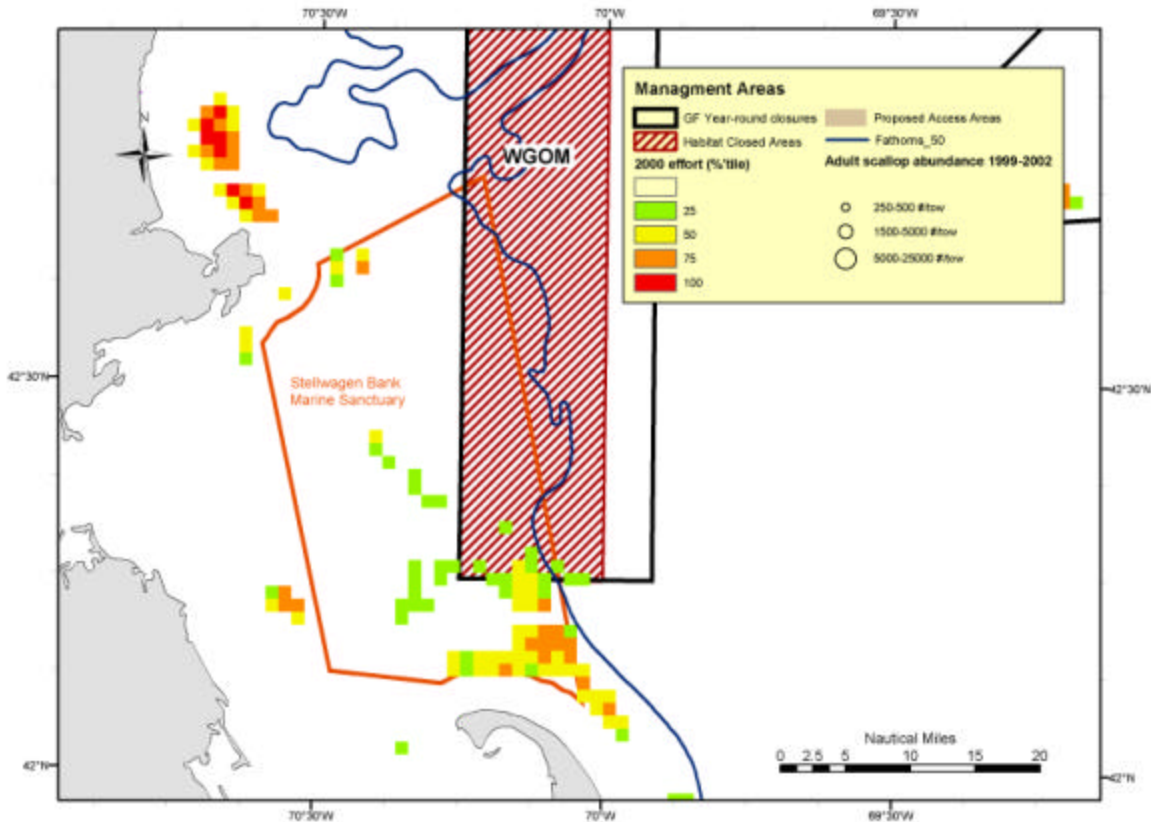 70°30'W
70°W
69°30'W
Managment Areas
GF Year-round closures
Proposed Access Areas
Habitat Closed Areas
Fathoms_50
2000 effort (%'tile)
Adult scallop abundance 1999-2002
25
250-500 #/tow
50
1500-5000 #/tow
75
5000-25000 #/tow
100
WGOM
42°30'N
42°30'N
Stellwagen Bank
Marine Sanctuary
Nautical Miles
0 2.5 5 10 15 20
42°N
42°N
70°30'W
70°W
69°30'W